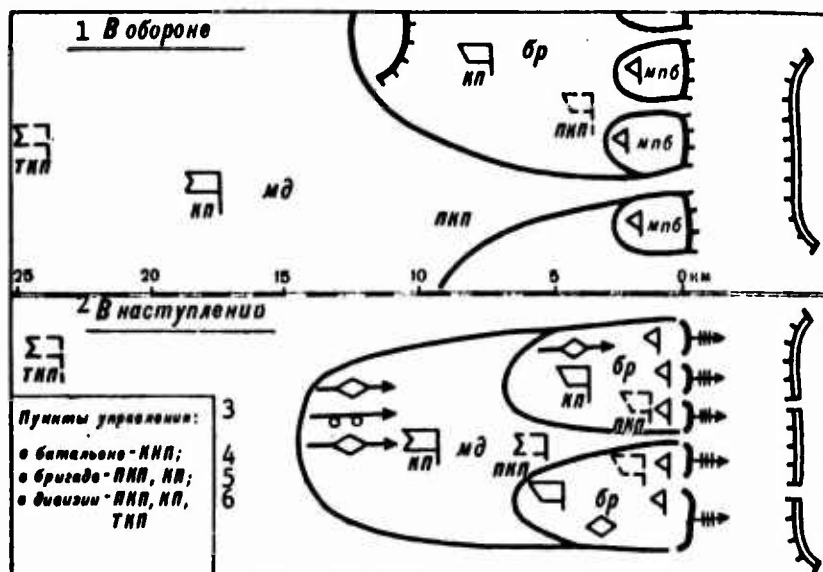 1 В обороне
бр
КП
мпб
ПКП
мпб
ТКП
КП
мд
ПКП
мпб
25 20 15 10 5 0 км
2 В наступлении
ТКП
бр
КП
ПКП
КП
мд
ПКП
бр
Пункты управления: 3
в батальоне-КНП; 4
в бригаде-ПКП, КП; 5
в дивизии-ПКП, КП, 6
ТКП